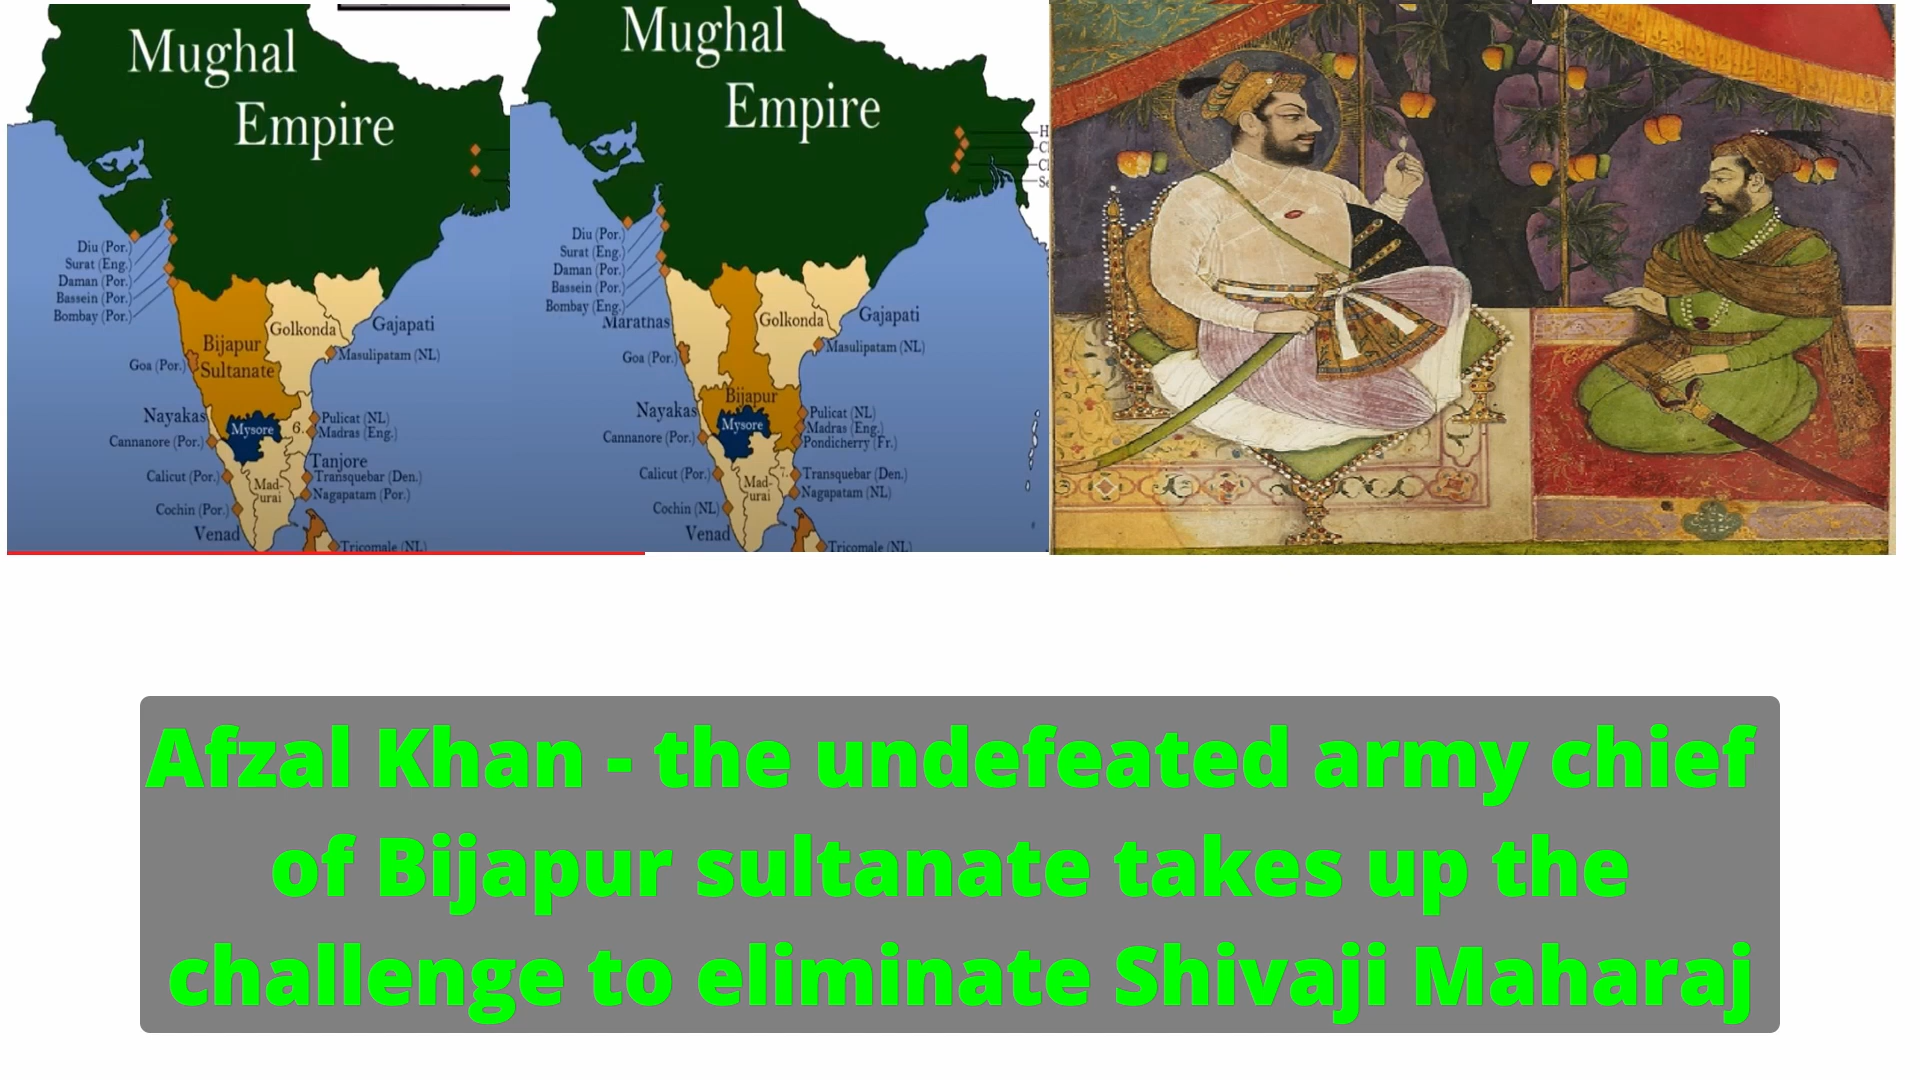 Mughal
Empire
Diu (Por.)
Surat (Eng.)
Daman (Por.)
Bassein (Por.)
Bombay (Por.)
Bijapur
Sultanate
Golkonda
Gajapati
Masulipatam (NL)
Goa (Por.)
Nayakas
Mysore
6.
Pulicat (NL)
Madras (Eng.)
Cannanore (Por.)
Tanjore
Calicut (Por.)
Transquebar (Den.)
Mad-
urai
Nagapatam (Por.)
Cochin (Por.)
Venad
Tricomale (NL)
Mughal
Empire
H
C
C
Se
Diu (Por.)
Surat (Eng.)
Daman (Por.)
Bassein (Por.)
Bombay (Eng.)
Marathas
Golkonda
Gajapati
Masulipatam (NL)
Goa (Por.)
Bijapur
Nayakas
Mysore
Pulicat (NL)
Madras (Eng.)
Pondicherry (Fr.)
Cannanore (Por.)
Calicut (Por.)
Transquebar (Den.)
Mad-
urai
Nagapatam (NL)
Cochin (NL)
Venad
Tricomale (NL)
Afzal Khan - the undefeated army chief
of Bijapur sultanate takes up the
challenge to eliminate Shivaji Maharaj